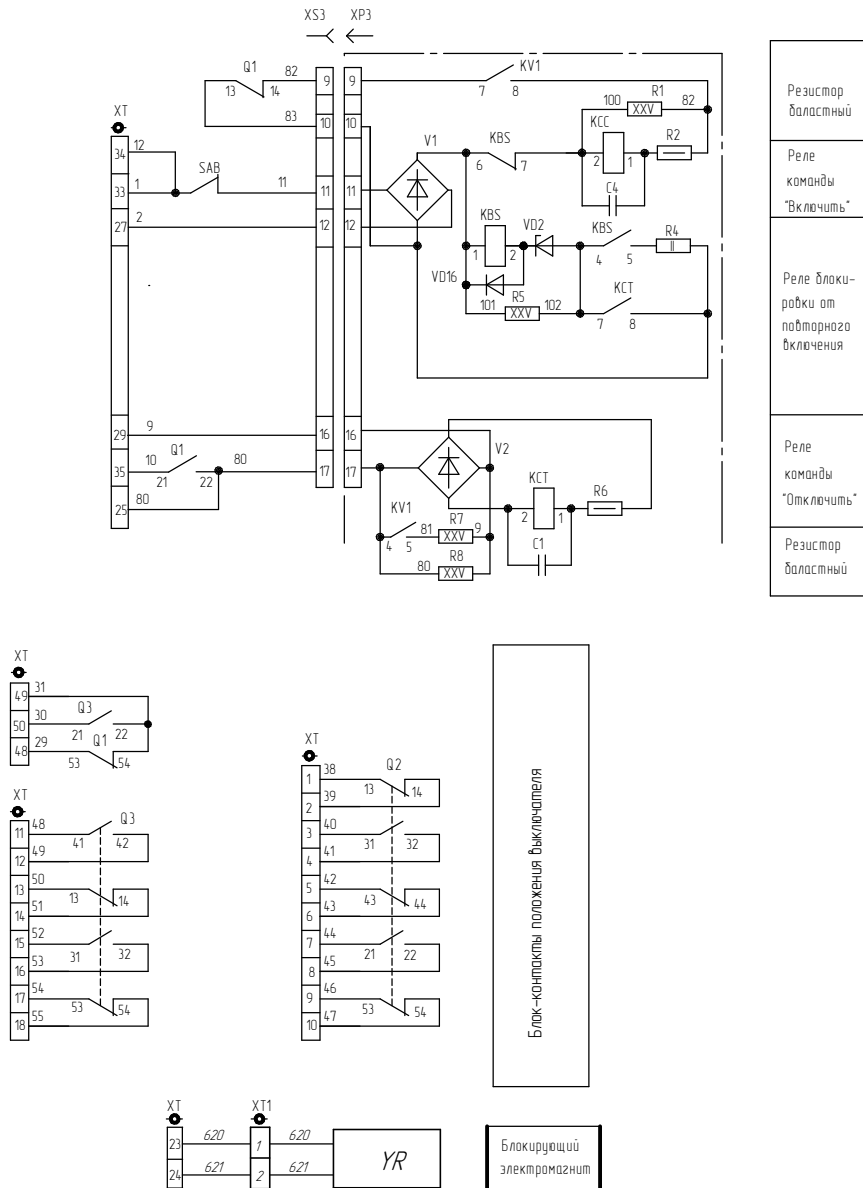 XS3 XP3
Q1 82 9 9 KV1
13 14 7 8 R1
100 XXV 82
XT 83 10 10 KCC R2
34 12 V1 KBS 2 1
33 1 SAB 11 11 11 6 7 C4
27 2 12 12
KBS VD2 KBS R4
1 2 4 5
VD16 KCT
101 R5 102
XXV 7 8
29 9 16 16
Q1 V2
35 10 80 17 17 KCT
21 22 R6
25 80 KV1 81 R7 9 2 1
4 5 XXV C1
R8
80 XXV
Резистор
баластный
Реле
команды
"Включить"
Реле блоки-
ровки от
повторного
включения
Реле
команды
"Отключить"
Резистор
баластный
XT
49 31
Q3
50 30
21 22
Q1
48 29
53 54
XT
Q3
11 48
41 42
12 49
13 50
13 14
14 51
15 52
31 32
16 53
17 54
53 54
18 55
XT
Q2
1 38
13 14
2 39
3 40
31 32
4 41
5 42
43 44
6 43
7 44
21 22
8 45
9 46
53 54
10 47
Блок-контакты положения выключателя
XT XT1
23 620 1 620
YR
24 621 2 621
Блокирующий
электромагнит